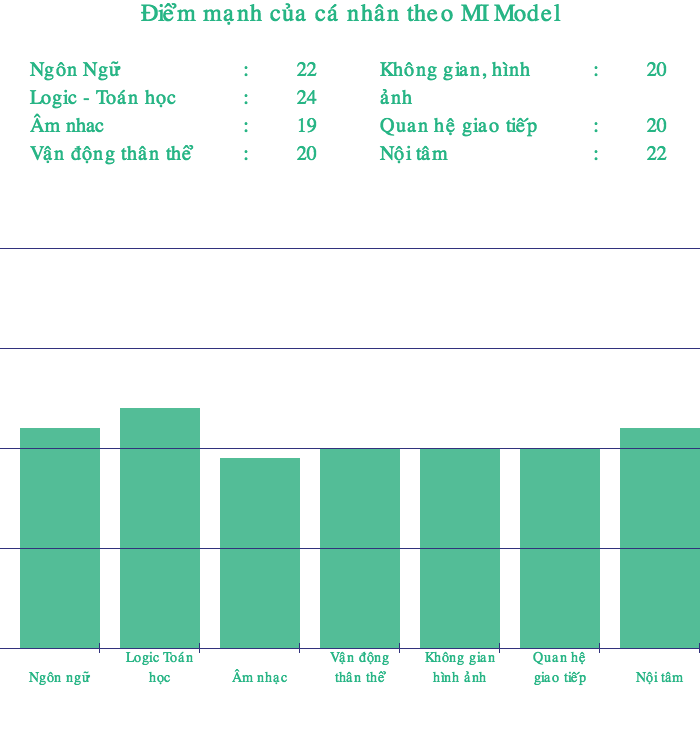 Điểm mạnh của cá nhân theo MI Model
Ngôn Ngữ : 22
Logic - Toán học : 24
Âm nhac : 19
Vận động thân thể : 20
Không gian, hình : 20
ảnh
Quan hệ giao tiếp : 20
Nội tâm : 22
Ngôn ngữ
Logic Toán
học
Âm nhạc
Vận động
thân thể
Không gian
hình ảnh
Quan hệ
giao tiếp
Nội tâm